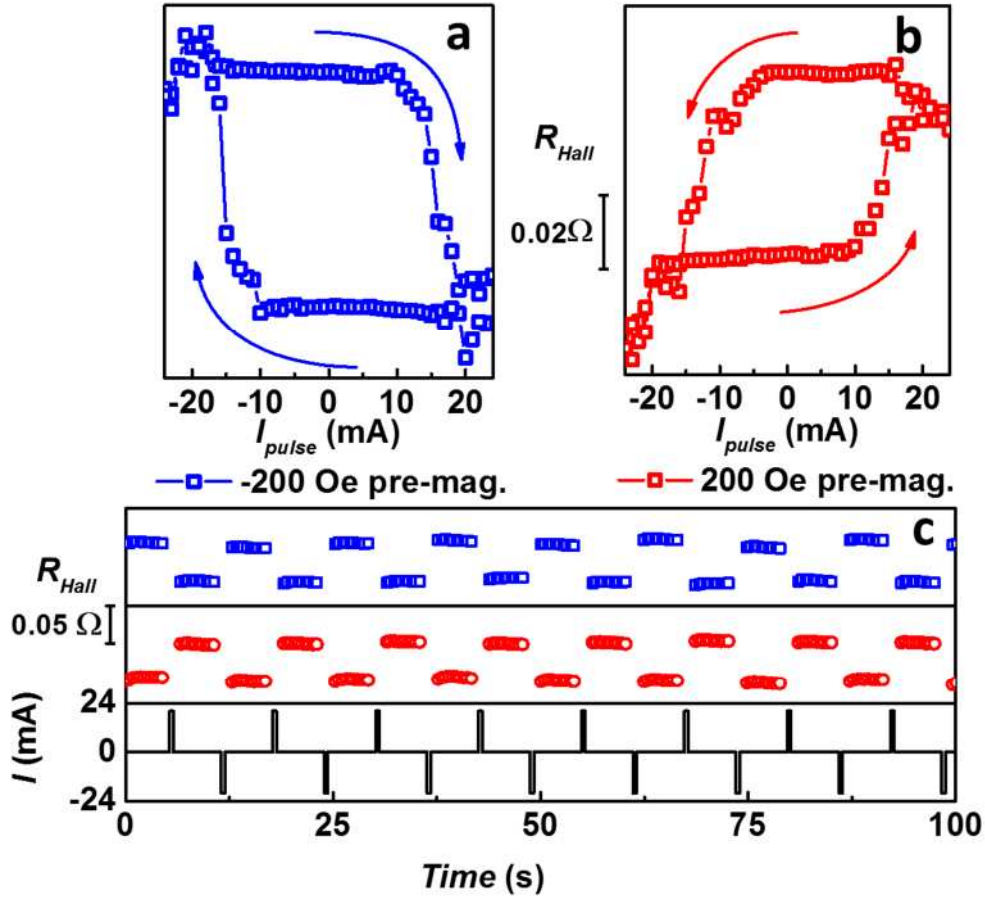 a
b
R_Hall
0.02Ω
-20 -10 0 10 20
I_pulse (mA)
-20 -10 0 10 20
I_pulse (mA)
-200 Oe pre-mag.
200 Oe pre-mag.
c
R_Hall
0.05 Ω
24
0
-24
I (mA)
0 25 50 75 100
Time (s)